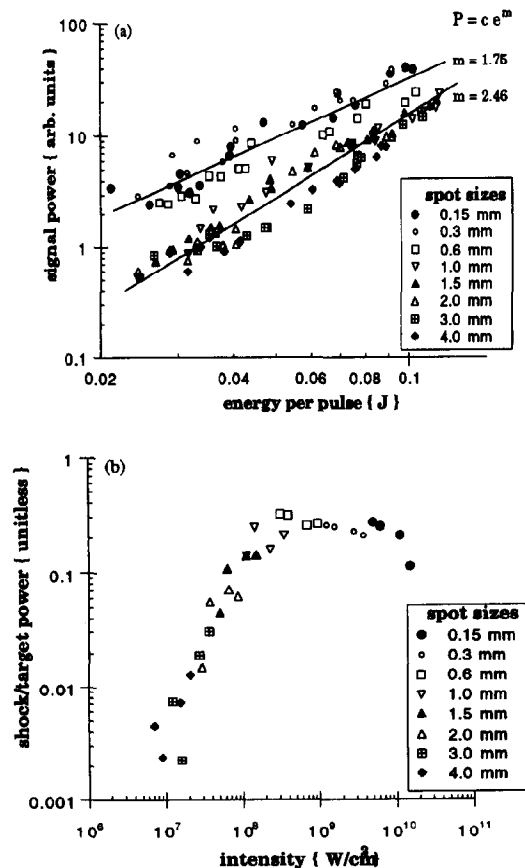 (a)
P = c e^m
m = 1.75
m = 2.46
signal power { arb. units }
100
10
1
0.1
0.02
0.04
0.06
0.08
0.1
energy per pulse { J }
spot sizes
0.15 mm
0.3 mm
0.6 mm
1.0 mm
1.5 mm
2.0 mm
3.0 mm
4.0 mm
(b)
shock/target power { unitless }
1
0.1
0.01
0.001
10^6
10^7
10^8
10^9
10^10
10^11
intensity { W/cm^2 }
spot sizes
0.15 mm
0.3 mm
0.6 mm
1.0 mm
1.5 mm
2.0 mm
3.0 mm
4.0 mm